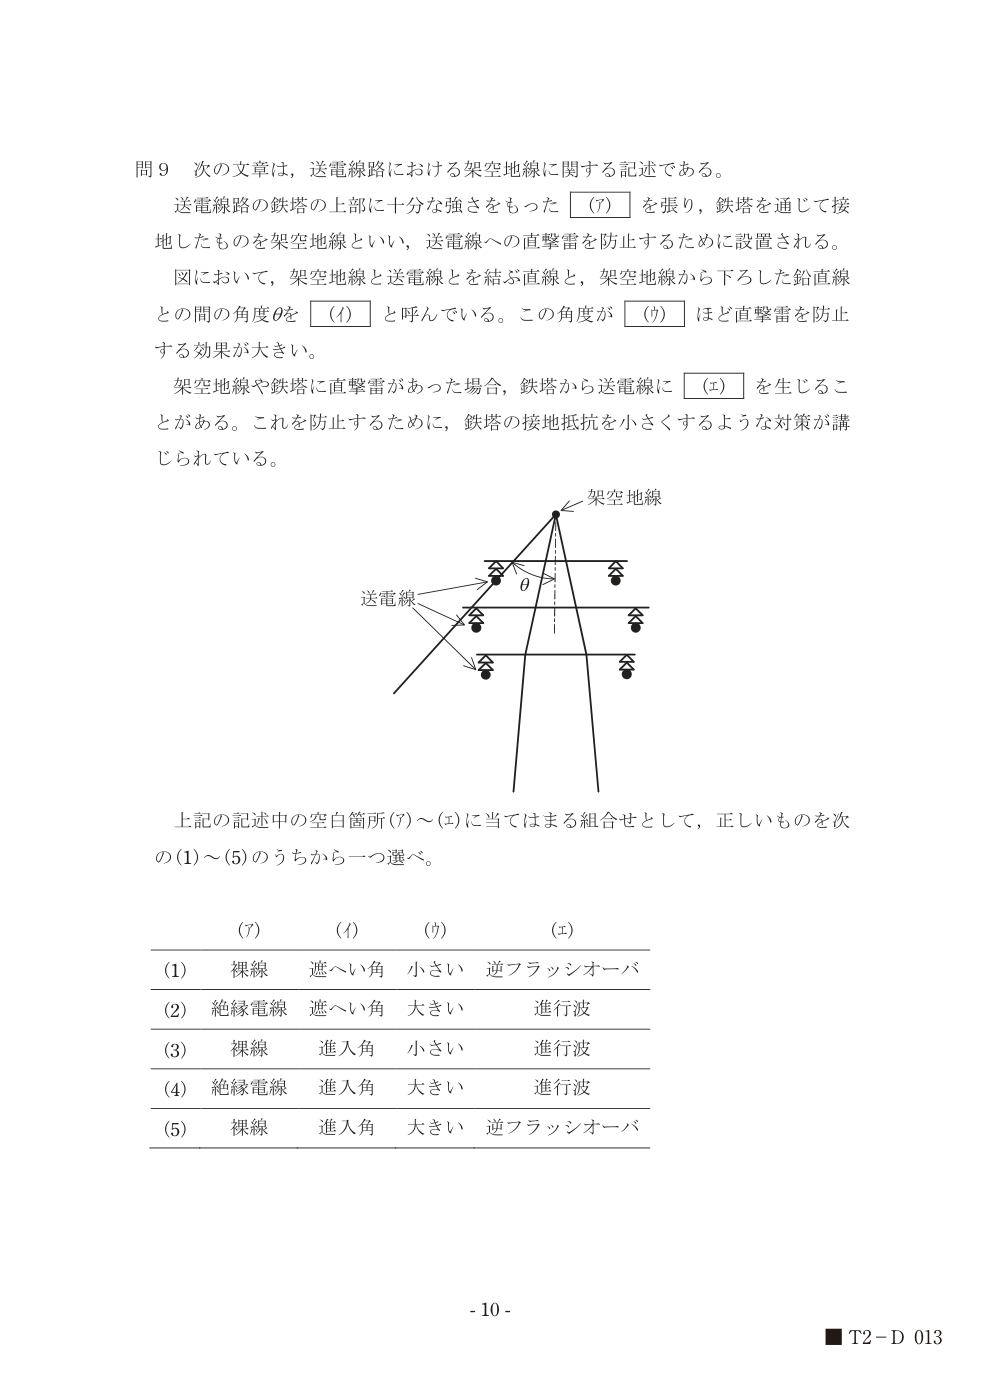 問９　次の文章は，送電線路における架空地線に関する記述である。
送電線路の鉄塔の上部に十分な強さをもった (ｱ) を張り，鉄塔を通じて接
地したものを架空地線といい，送電線への直撃雷を防止するために設置される。
図において，架空地線と送電線とを結ぶ直線と，架空地線から下ろした鉛直線
との間の角度θを (ｲ) と呼んでいる。この角度が (ｳ) ほど直撃雷を防止
する効果が大きい。
架空地線や鉄塔に直撃雷があった場合，鉄塔から送電線に (ｴ) を生じるこ
とがある。これを防止するために，鉄塔の接地抵抗を小さくするような対策が講
じられている。
架空地線
θ
送電線
上記の記述中の空白箇所(ｱ)～(ｴ)に当てはまる組合せとして，正しいものを次
の(1)～(5)のうちから一つ選べ。
(ｱ) (ｲ) (ｳ) (ｴ)
(1) 裸線 遮へい角 小さい 逆フラッシオーバ
(2) 絶縁電線 遮へい角 大きい 進行波
(3) 裸線 進入角 小さい 進行波
(4) 絶縁電線 進入角 大きい 進行波
(5) 裸線 進入角 大きい 逆フラッシオーバ
- 10 -
■ T2－D 013